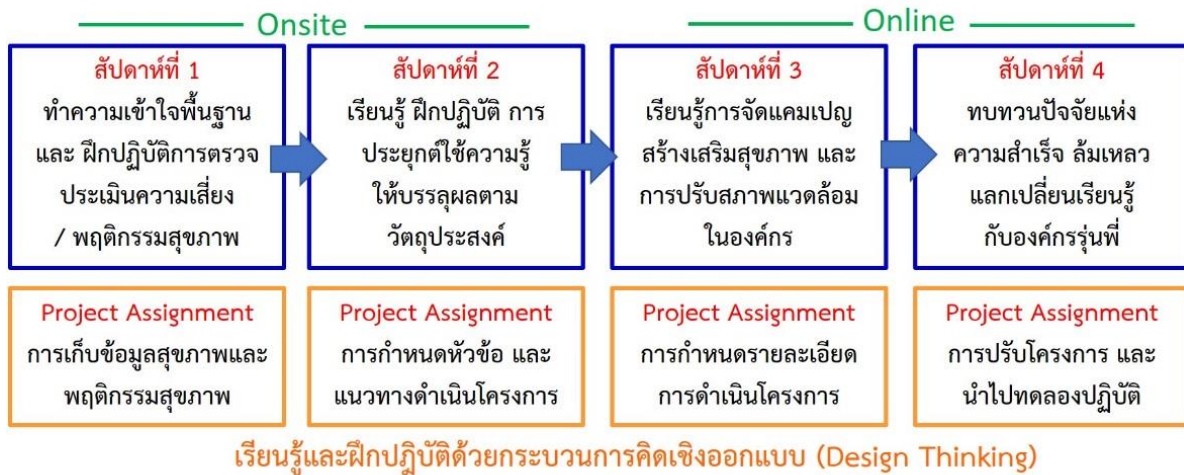 Onsite
Online
สัปดาห์ที่ 1
ทำความเข้าใจพื้นฐาน
และ ฝึกปฏิบัติการตรวจ
ประเมินความเสี่ยง
/ พฤติกรรมสุขภาพ
สัปดาห์ที่ 2
เรียนรู้ ฝึกปฏิบัติ การ
ประยุกต์ใช้ความรู้
ให้บรรลุผลตาม
วัตถุประสงค์
สัปดาห์ที่ 3
เรียนรู้การจัดแคมเปญ
สร้างเสริมสุขภาพ และ
การปรับสภาพแวดล้อม
ในองค์กร
สัปดาห์ที่ 4
ทบทวนปัจจัยแห่ง
ความสำเร็จ ล้มเหลว
แลกเปลี่ยนเรียนรู้
กับองค์กรรุ่นพี่
Project Assignment
การเก็บข้อมูลสุขภาพและ
พฤติกรรมสุขภาพ
Project Assignment
การกำหนดหัวข้อ และ
แนวทางดำเนินโครงการ
Project Assignment
การกำหนดรายละเอียด
การดำเนินโครงการ
Project Assignment
การปรับโครงการ และ
นำไปทดลองปฏิบัติ
เรียนรู้และฝึกปฏิบัติด้วยกระบวนการคิดเชิงออกแบบ (Design Thinking)